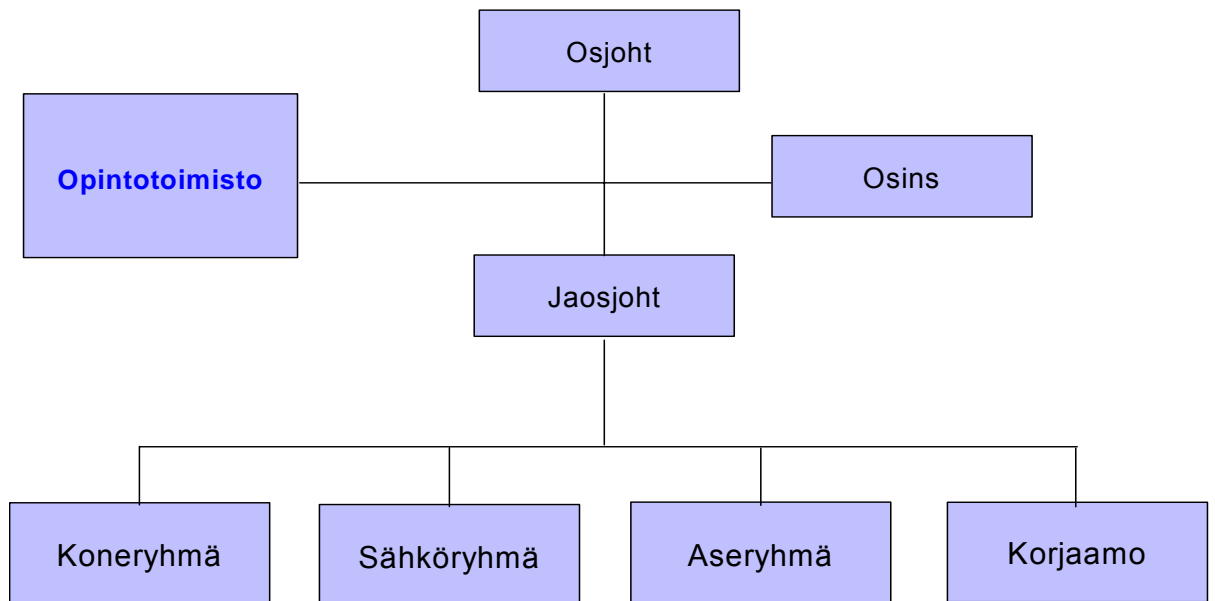 Osjoht
Opintotoimisto
Osins
Jaosjoht
Koneryhmä
Sähköryhmä
Aseryhmä
Korjaamo